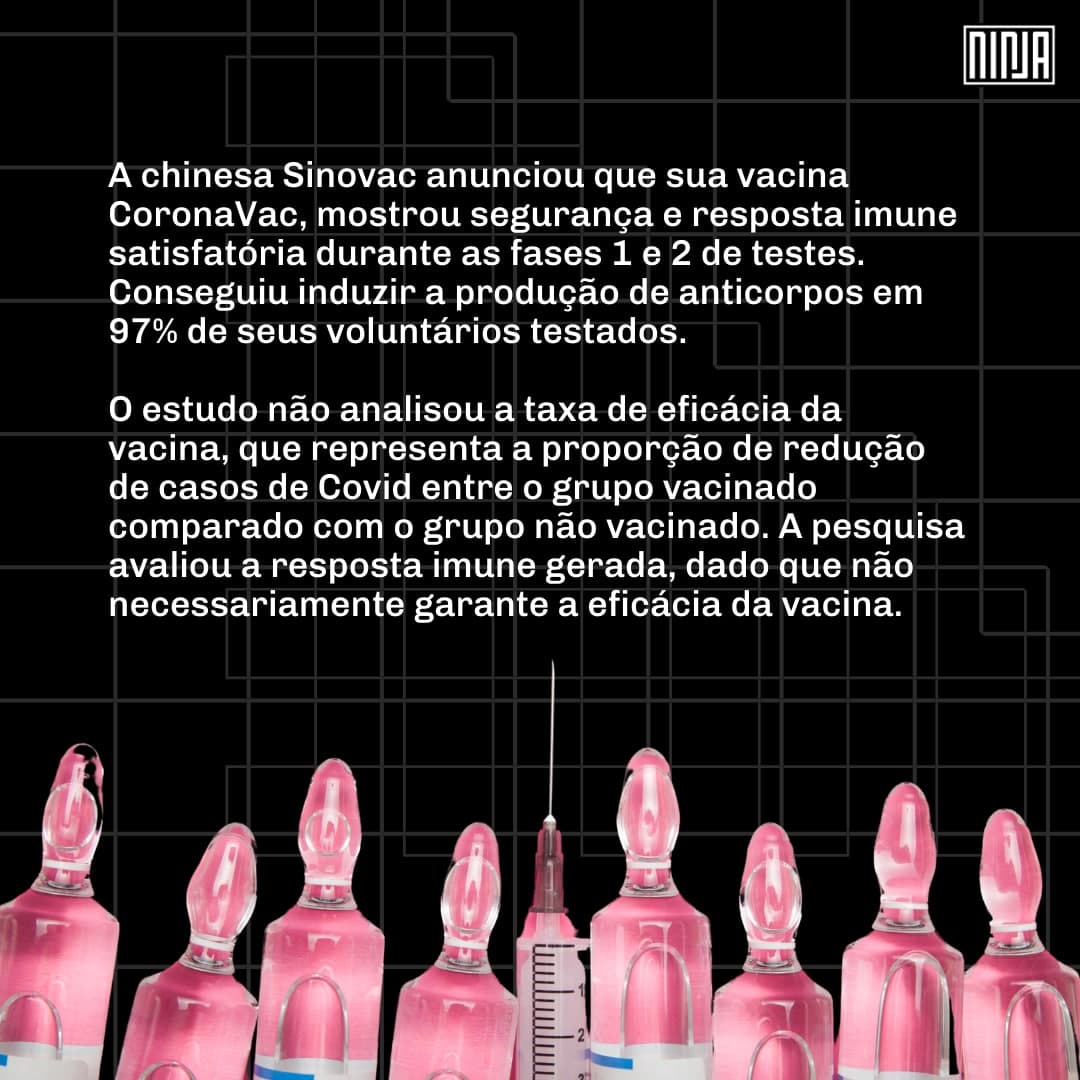 NINJA
A chinesa Sinovac anunciou que sua vacina
CoronaVac, mostrou segurança e resposta imune
satisfatória durante as fases 1 e 2 de testes.
Conseguiu induzir a produção de anticorpos em
97% de seus voluntários testados.
O estudo não analisou a taxa de eficácia da
vacina, que representa a proporção de redução
de casos de Covid entre o grupo vacinado
comparado com o grupo não vacinado. A pesquisa
avaliou a resposta imune gerada, dado que não
necessariamente garante a eficácia da vacina.
1
2